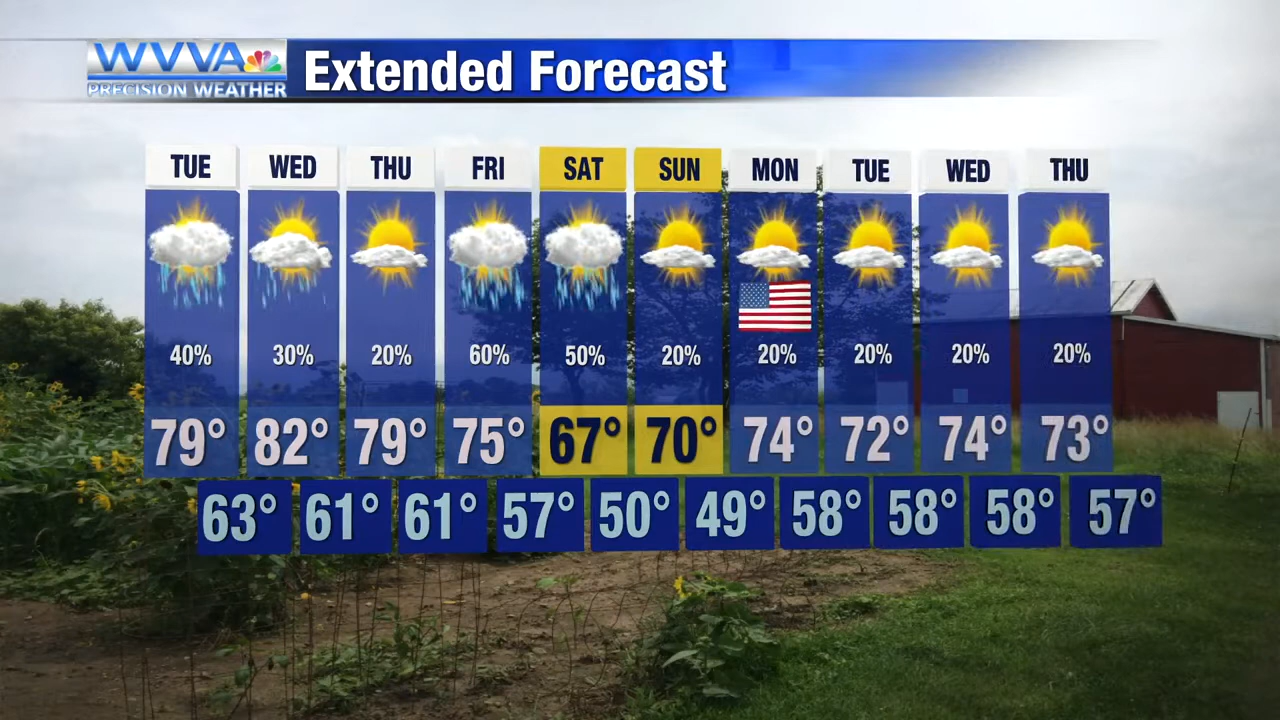 WVVA
PRECISION WEATHER
Extended Forecast
TUE WED THU FRI SAT SUN MON TUE WED THU
40% 30% 20% 60% 50% 20% 20% 20% 20% 20%
79° 82° 79° 75° 67° 70° 74° 72° 74° 73°
63° 61° 61° 57° 50° 49° 58° 58° 58° 57°